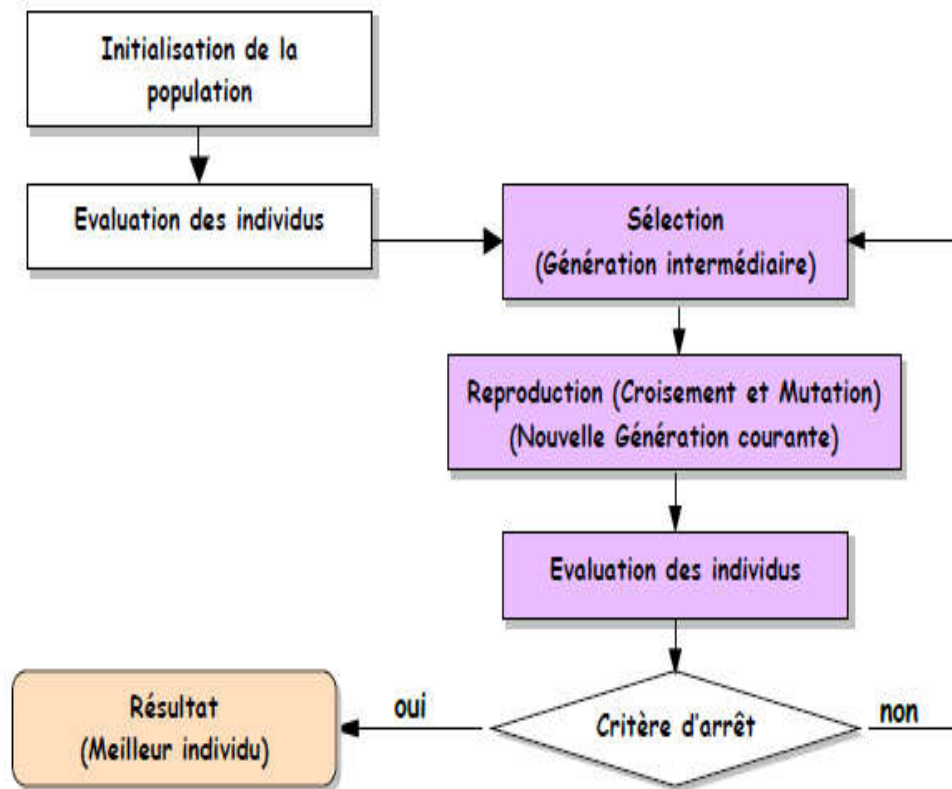 Initialisation de la
population
Evaluation des individus
Sélection
(Génération intermédiaire)
Reproduction (Croisement et Mutation)
(Nouvelle Génération courante)
Evaluation des individus
Critère d'arrêt
oui
non
Résultat
(Meilleur individu)